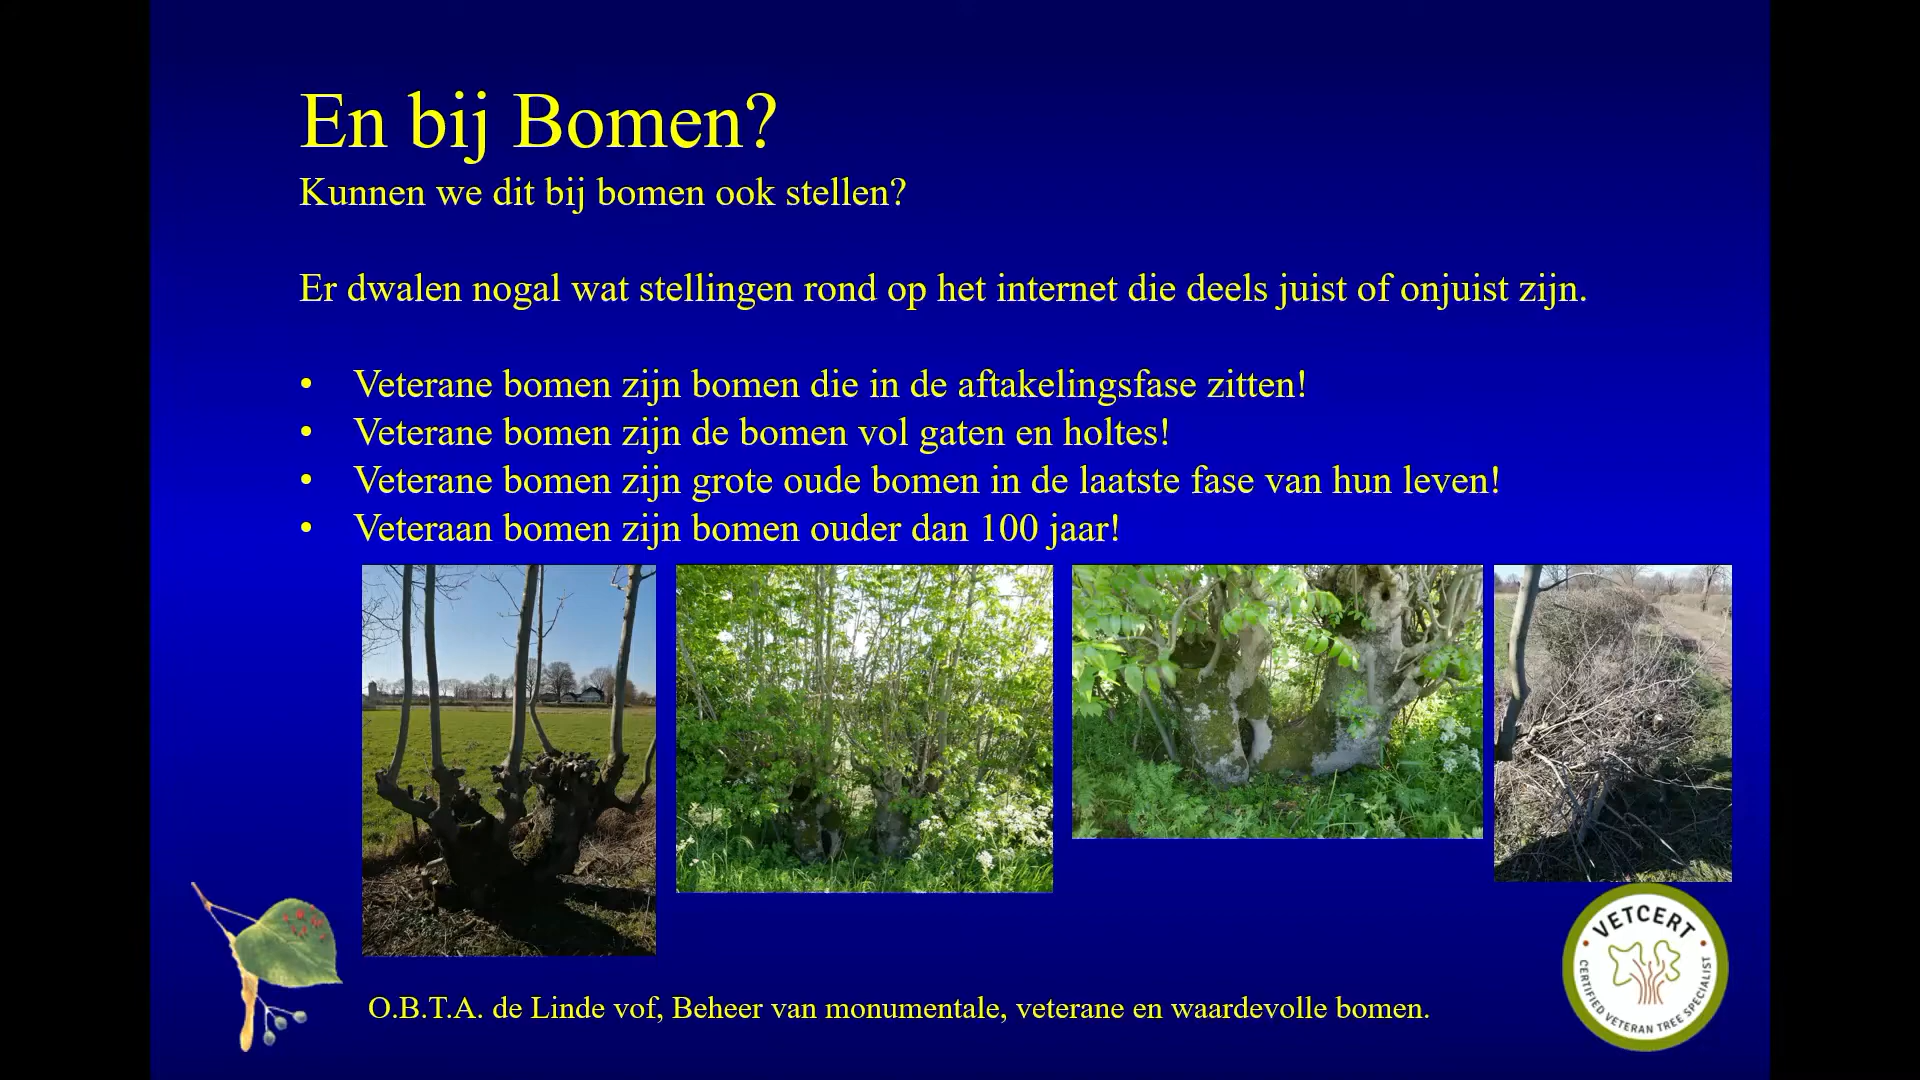 En bij Bomen?
Kunnen we dit bij bomen ook stellen?
Er dwalen nogal wat stellingen rond op het internet die deels juist of onjuist zijn.
• Veterane bomen zijn bomen die in de aftakelingsfase zitten!
• Veterane bomen zijn de bomen vol gaten en holtes!
• Veterane bomen zijn grote oude bomen in de laatste fase van hun leven!
• Veteraan bomen zijn bomen ouder dan 100 jaar!
O.B.T.A. de Linde vof, Beheer van monumentale, veterane en waardevolle bomen.
VETCERT
CERTIFIED VETERAN TREE SPECIALIST